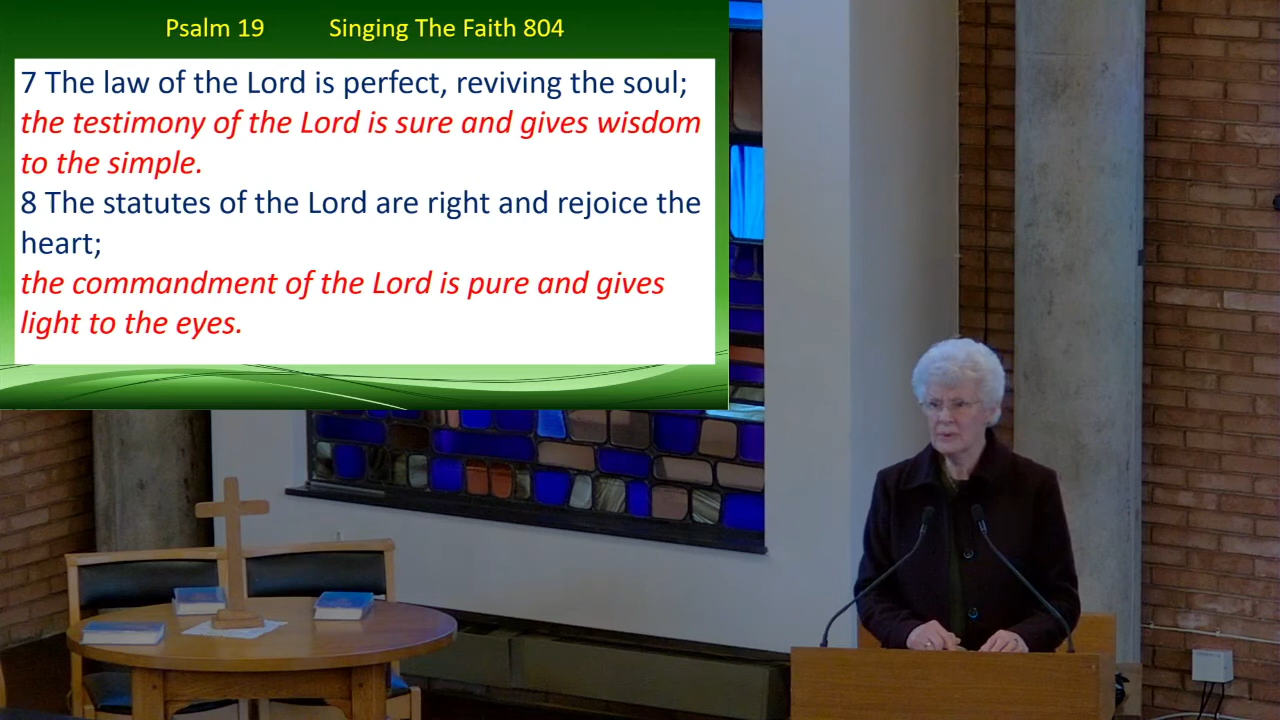 Psalm 19 Singing The Faith 804
7 The law of the Lord is perfect, reviving the soul;
the testimony of the Lord is sure and gives wisdom
to the simple.
8 The statutes of the Lord are right and rejoice the
heart;
the commandment of the Lord is pure and gives
light to the eyes.